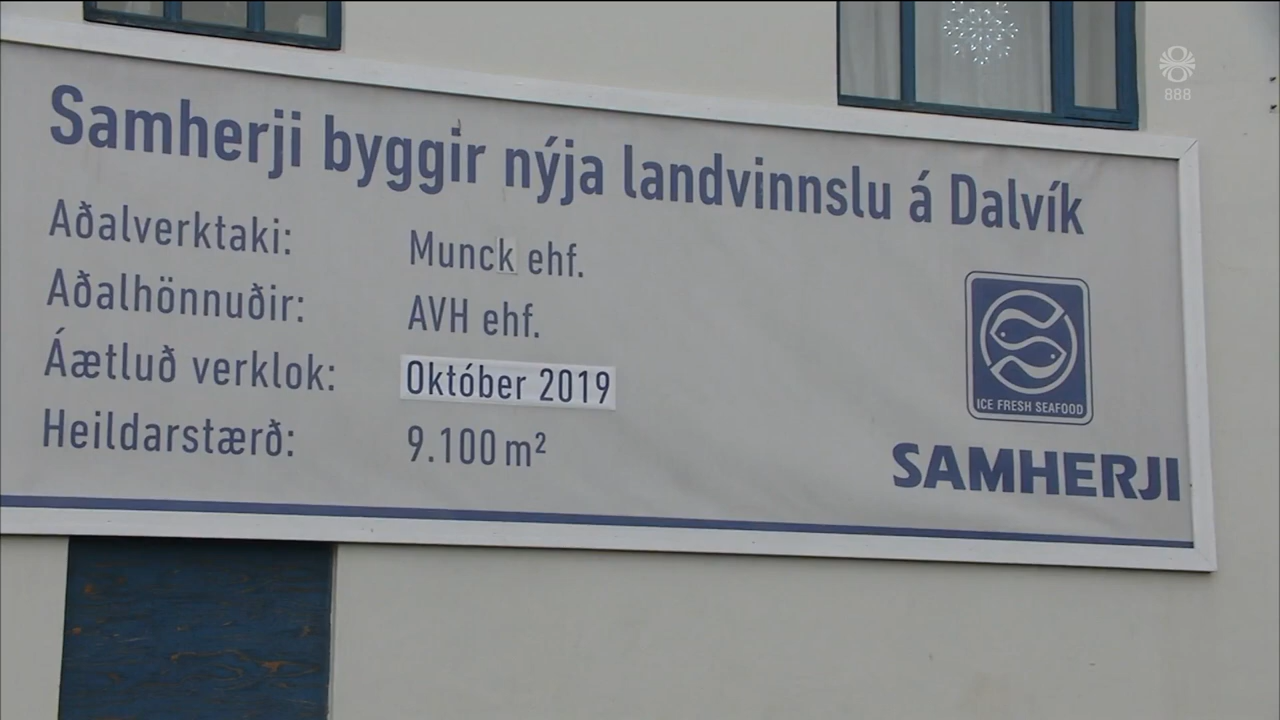 888
Samherji byggir nýja landvinnslu á Dalvík
Aðalverktaki: Munck ehf.
Aðalhönnuðir: AVH ehf.
Áætluð verklok: Október 2019
Heildarstærð: 9.100 m²
ICE FRESH SEAFOOD
SAMHERJI